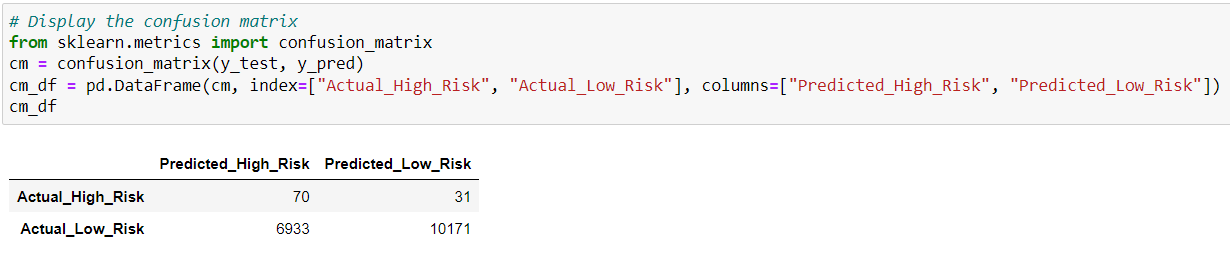 # Display the confusion matrix
from sklearn.metrics import confusion_matrix
cm = confusion_matrix(y_test, y_pred)
cm_df = pd.DataFrame(cm, index=["Actual_High_Risk", "Actual_Low_Risk"], columns=["Predicted_High_Risk", "Predicted_Low_Risk"])
cm_df
Predicted_High_Risk Predicted_Low_Risk
Actual_High_Risk 70 31
Actual_Low_Risk 6933 10171